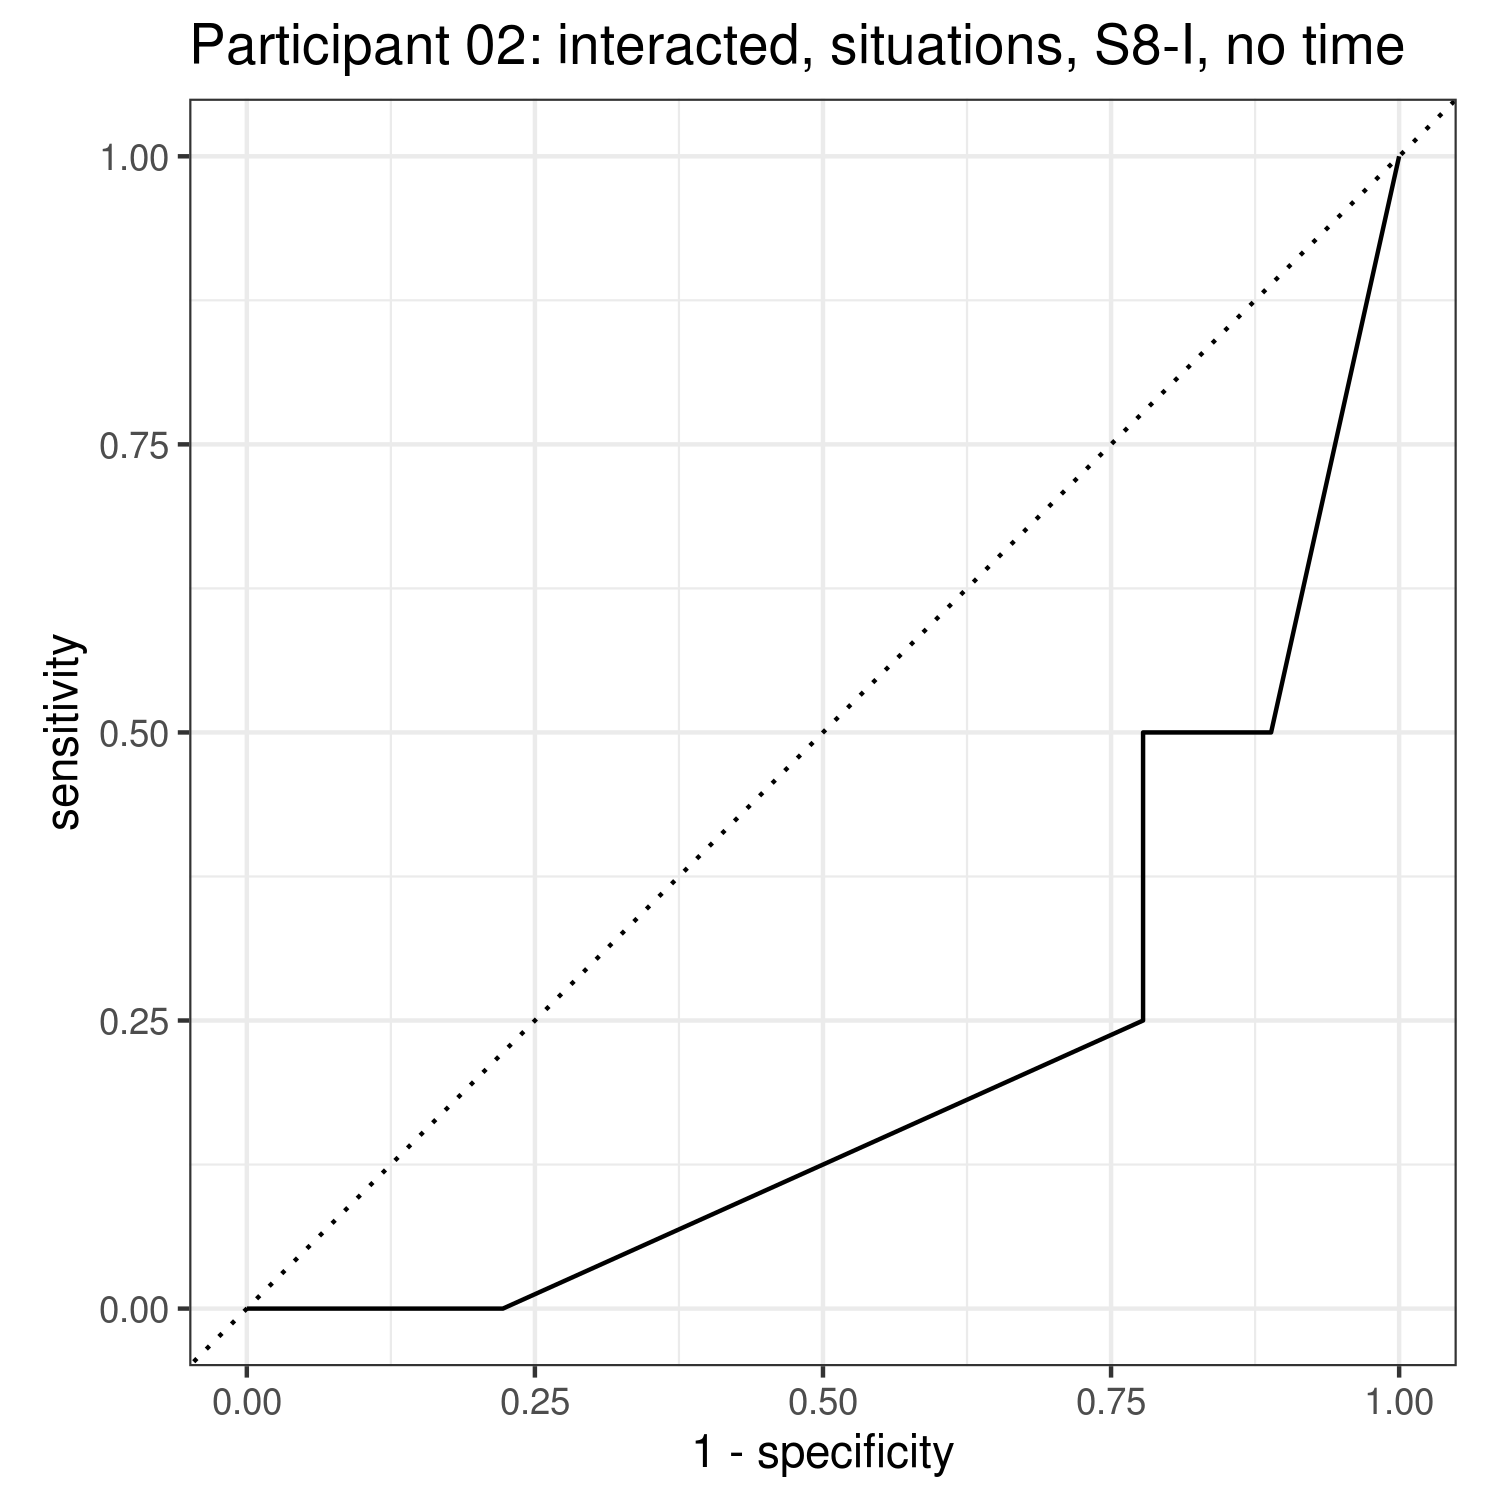 Participant 02: interacted, situations, S8-I, no time
1.00
0.75
0.50
0.25
0.00
sensitivity
0.00 0.25 0.50 0.75 1.00
1 - specificity